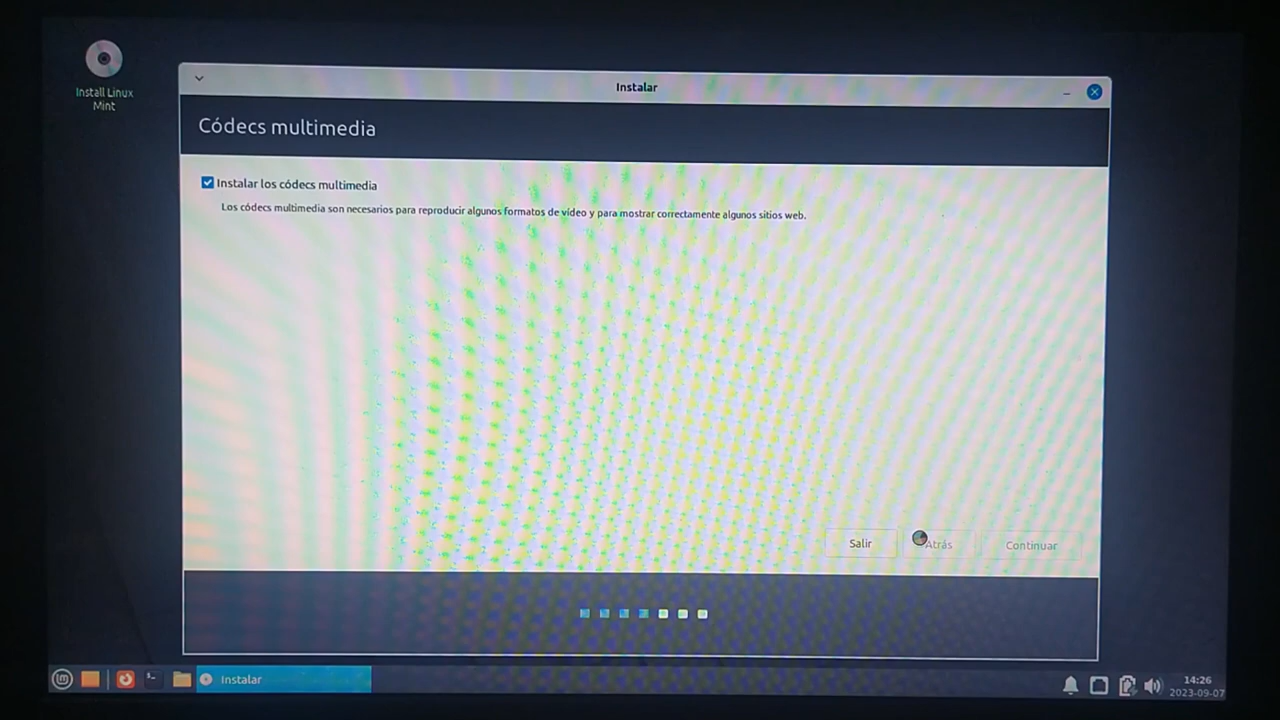 Install Linux
Mint
Instalar
Códecs multimedia
Instalar los códecs multimedia
Los códecs multimedia son necesarios para reproducir algunos formatos de vídeo y para mostrar correctamente algunos sitios web.
Salir
Atrás
Continuar
Instalar
14:26
2023-09-07